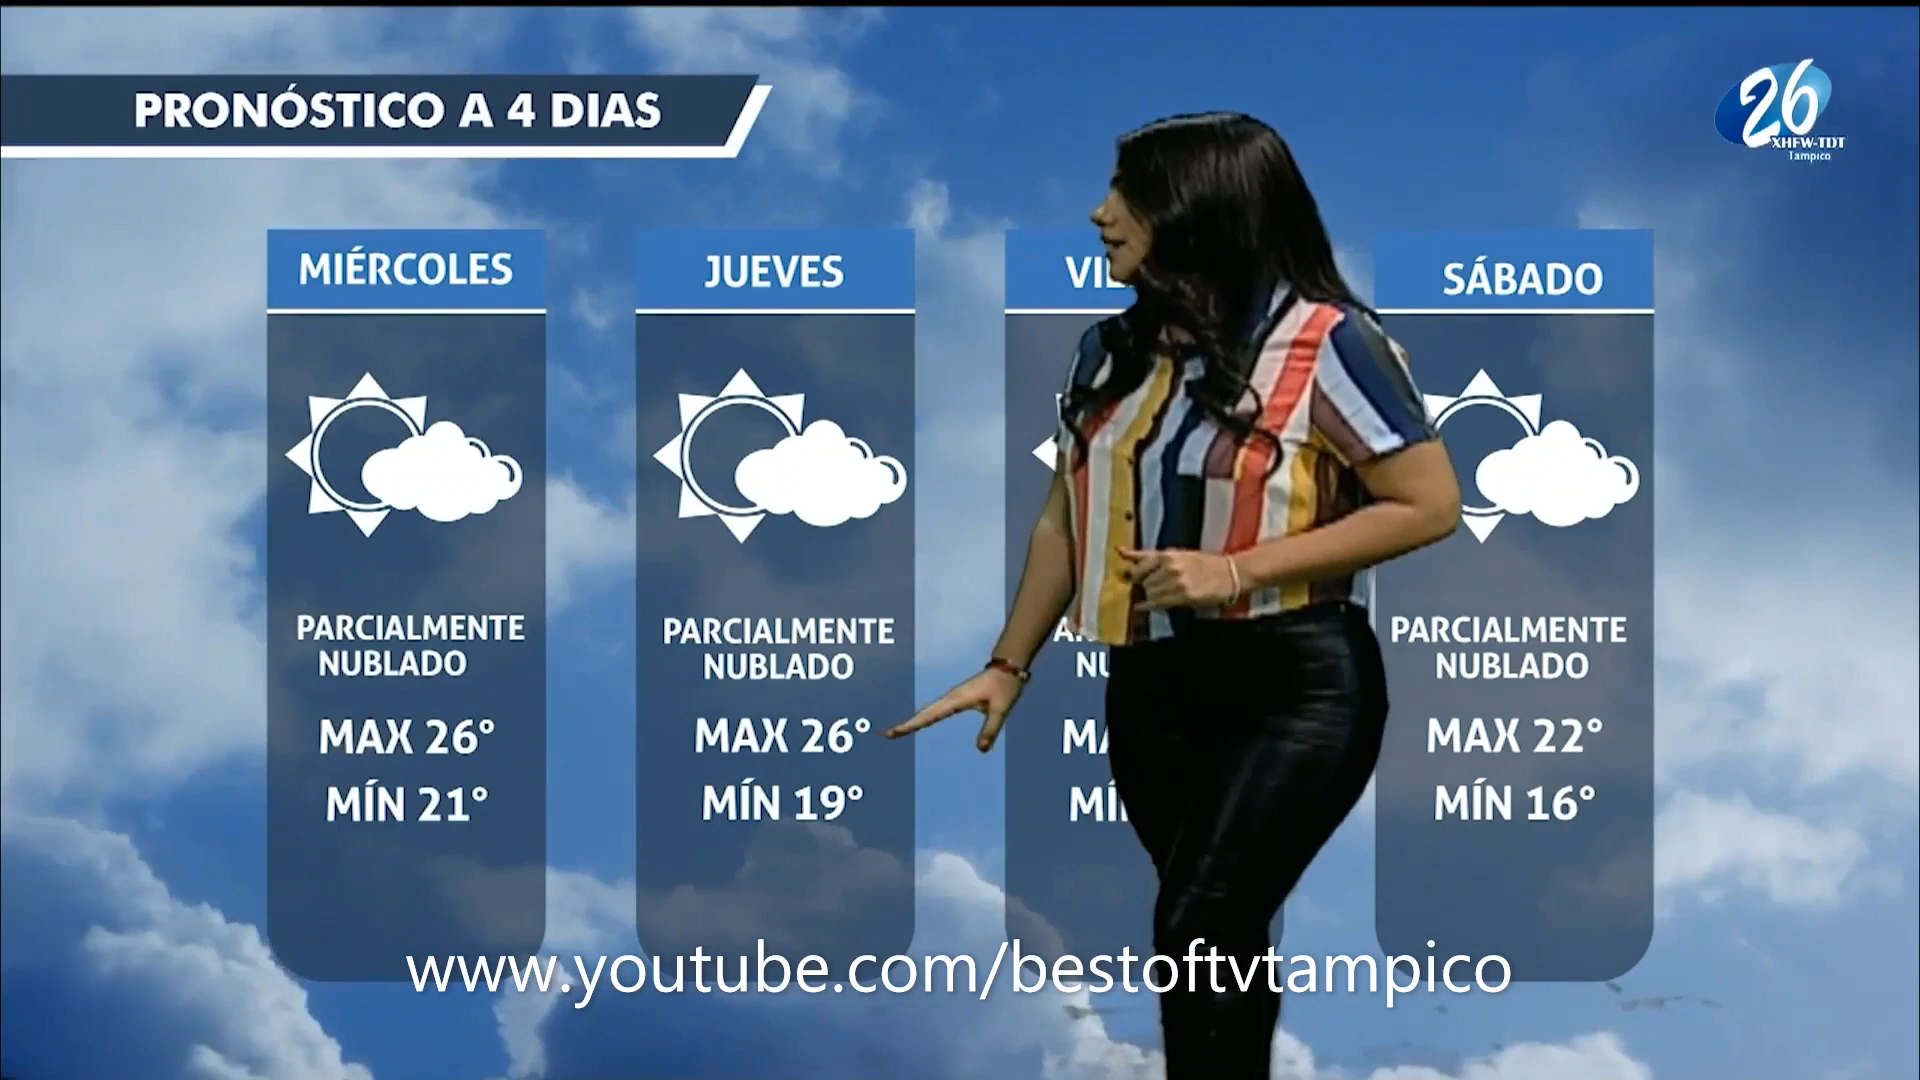 PRONÓSTICO A 4 DIAS
26
XHFW-TDT
Tampico
MIÉRCOLES
PARCIALMENTE
NUBLADO
MAX 26°
MÍN 21°
JUEVES
PARCIALMENTE
NUBLADO
MAX 26°
MÍN 19°
SÁBADO
PARCIALMENTE
NUBLADO
MAX 22°
MÍN 16°
www.youtube.com/bestoftvtampico